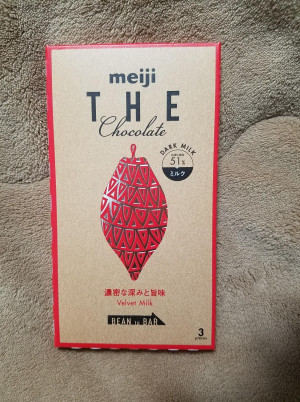 meiji
THE
Chocolate
DARK MILK
51%
ミルク
濃密な深みと旨味
Velvet Milk
BEAN to BAR
3